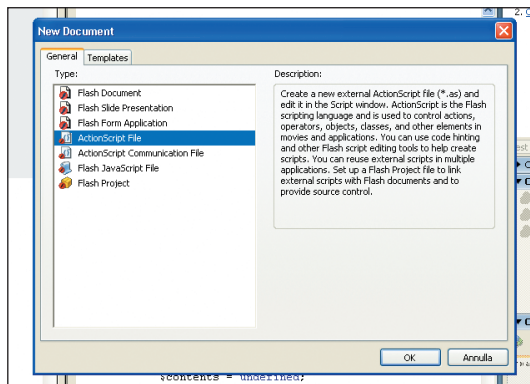 2.
New Document
General Templates
Type:
Description:
Flash Document
Flash Slide Presentation
Flash Form Application
ActionScript File
ActionScript Communication File
Flash JavaScript File
Flash Project
Create a new external ActionScript file (*.as) and
edit it in the Script window. ActionScript is the Flash
scripting language and is used to control actions,
operators, objects, classes, and other elements in
movies and applications. You can use code hinting
and other Flash script editing tools to help create
scripts. You can reuse external scripts in multiple
applications. Set up a Flash Project file to link
external scripts with Flash documents and to
provide source control.
est
OK Annulla
$contents = undefined;